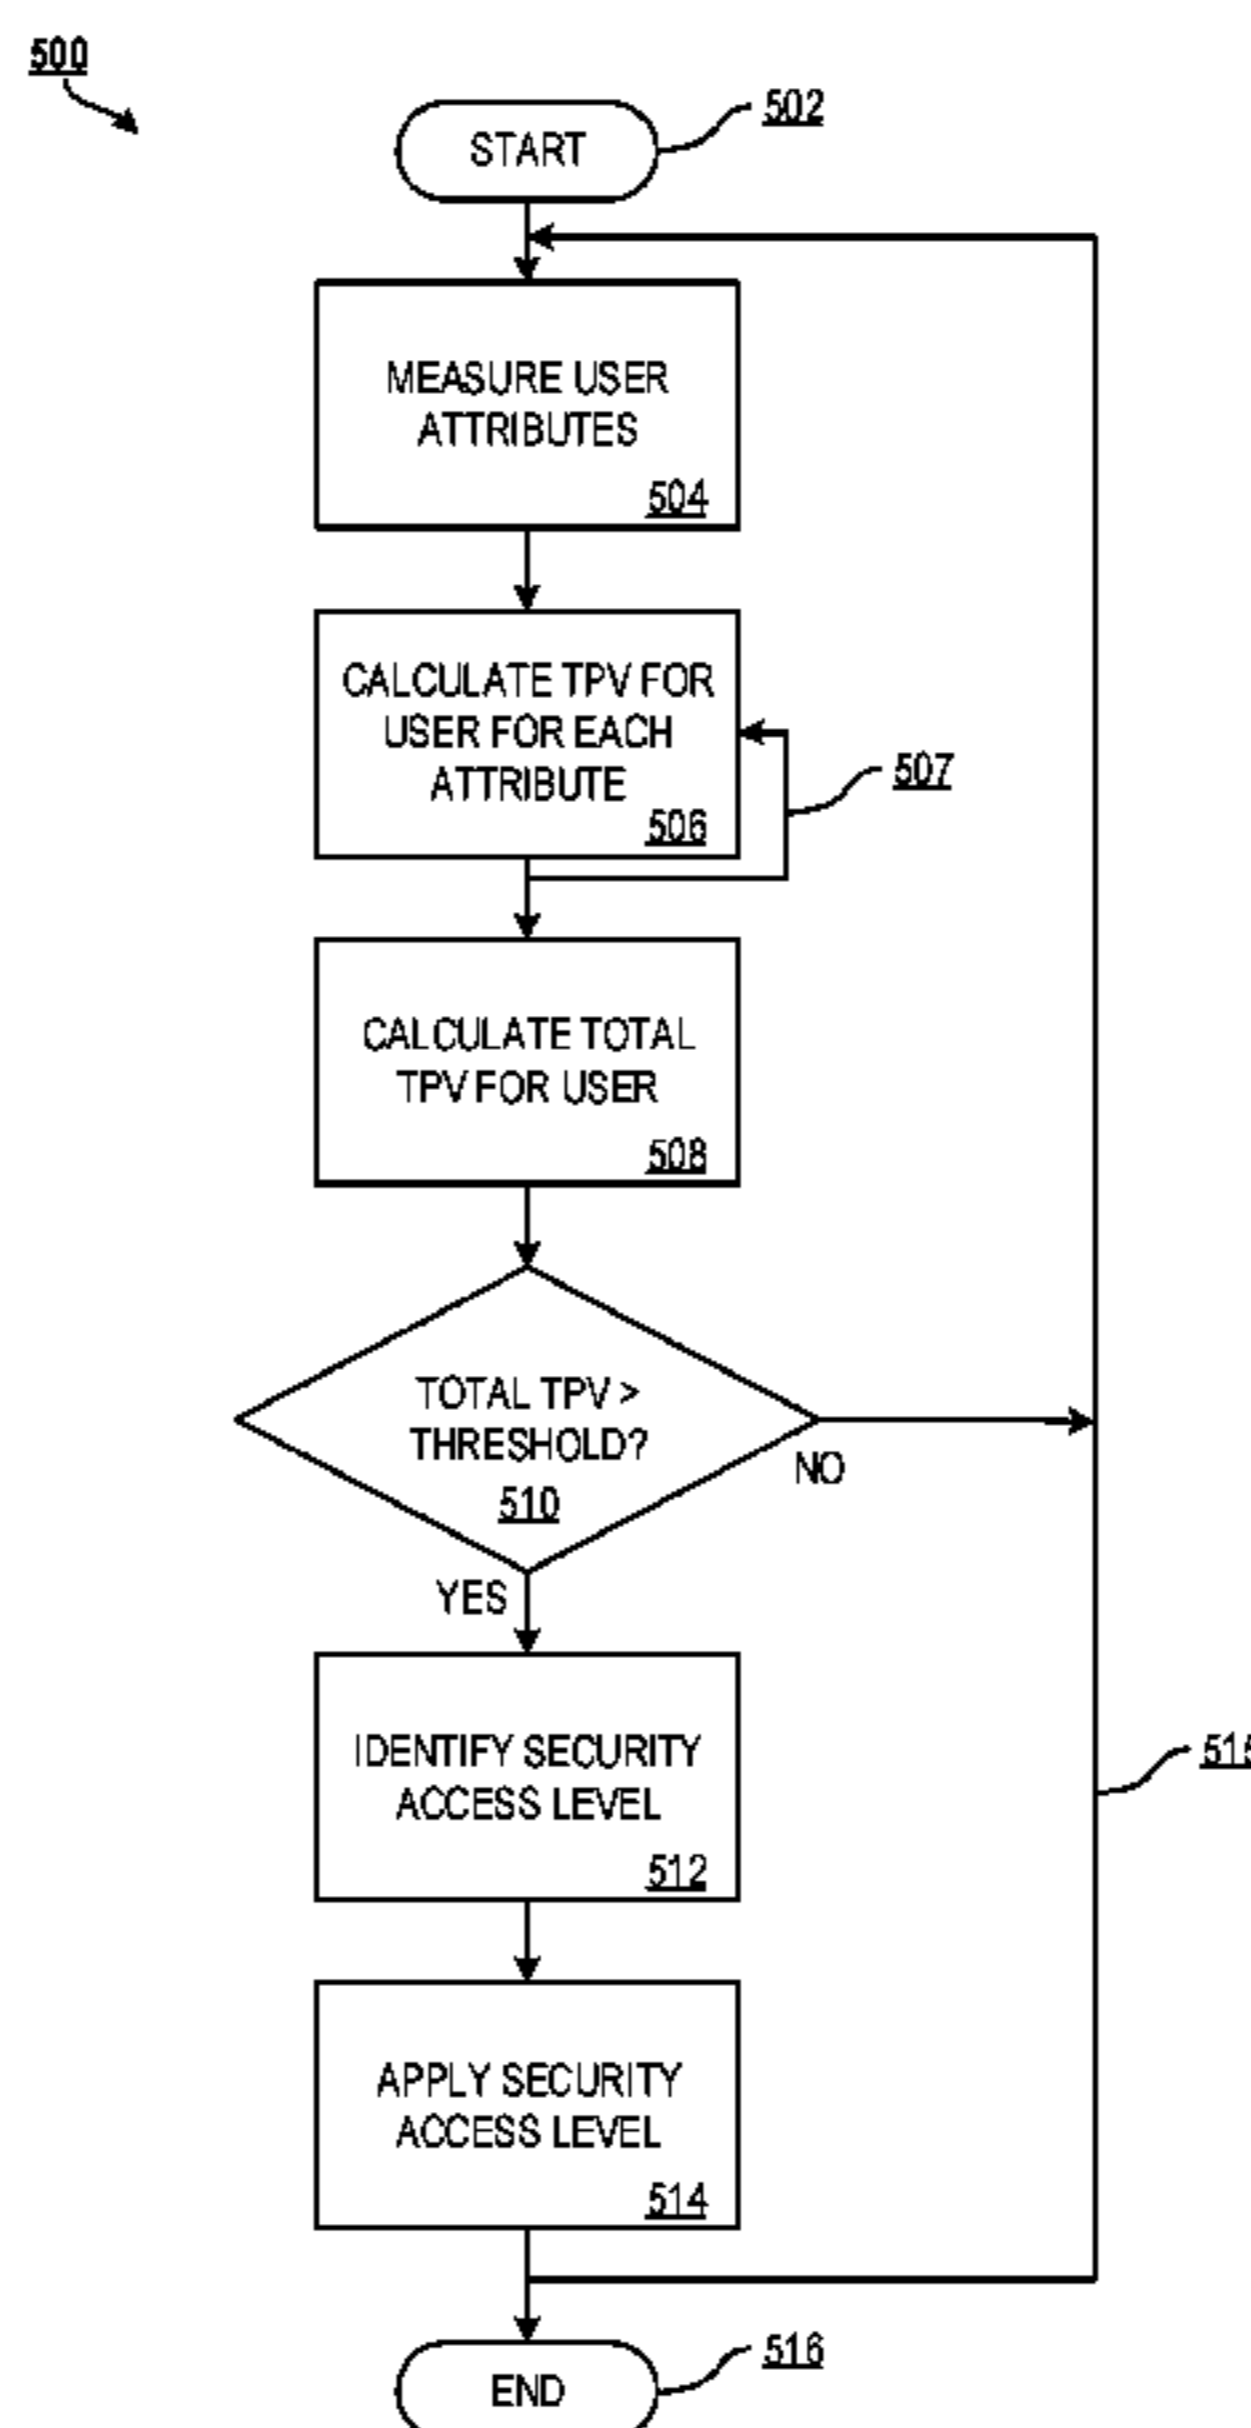 500
502
START
MEASURE USER
ATTRIBUTES
504
CALCULATE TPV FOR
USER FOR EACH
ATTRIBUTE
506
507
CALCULATE TOTAL
TPV FOR USER
508
TOTAL TPV >
THRESHOLD?
510
NO
YES
IDENTIFY SECURITY
ACCESS LEVEL
512
515
APPLY SECURITY
ACCESS LEVEL
514
516
END